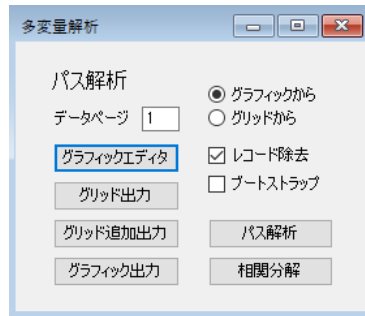 多変量解析
パス解析
データページ 1
グラフィックから
グリッドから
グラフィックエディタ
レコード除去
グリッド出力
ブートストラップ
グリッド追加出力
パス解析
グラフィック出力
相関分解